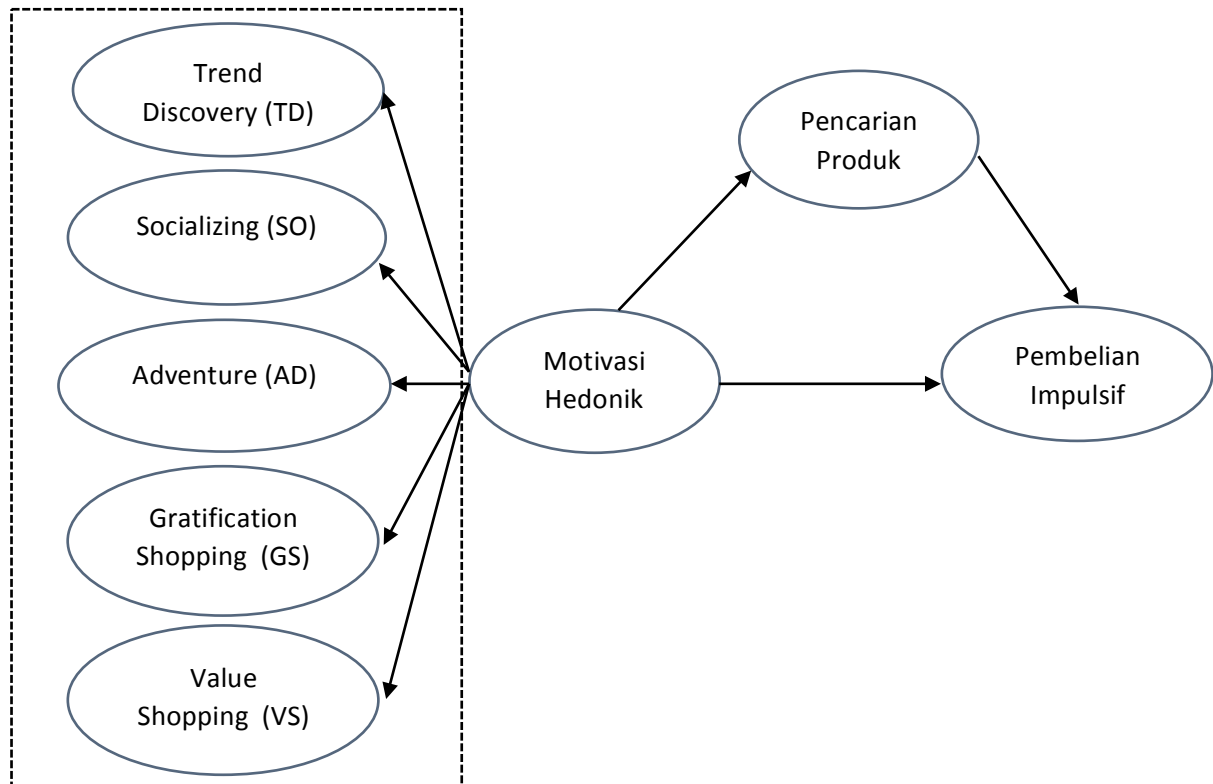 Trend
Discovery (TD)
Socializing (SO)
Adventure (AD)
Gratification
Shopping (GS)
Value
Shopping (VS)
Motivasi
Hedonik
Pencarian
Produk
Pembelian
Impulsif